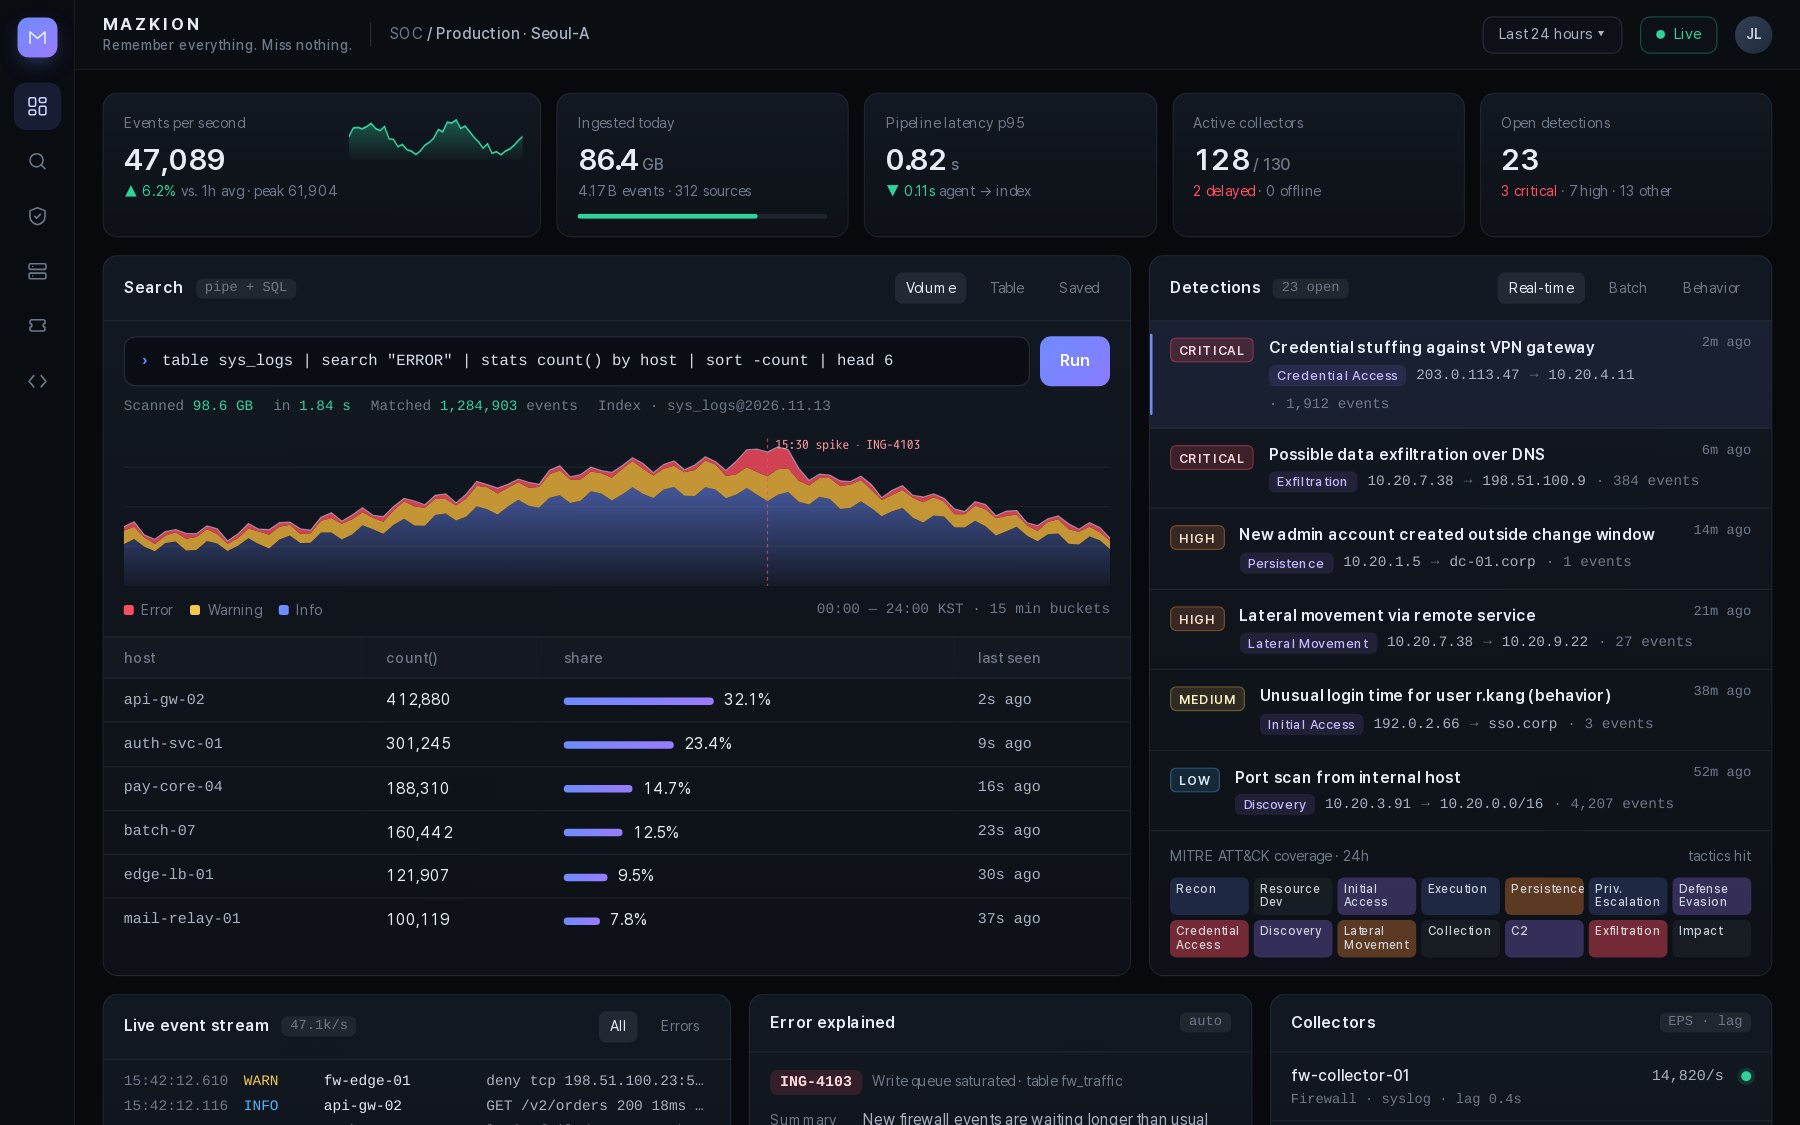 MAZKION
Remember everything. Miss nothing.
SOC / Production · Seoul-A
Last 24 hours ▾
Live
JL
Events per second
47,089
▲ 6.2% vs. 1h avg · peak 61,904
Ingested today
86.4 GB
4.17B events · 312 sources
Pipeline latency p95
0.82 s
▼ 0.11s agent → index
Active collectors
128 / 130
2 delayed · 0 offline
Open detections
23
3 critical · 7 high · 13 other
Search
pipe + SQL
Volume
Table
Saved
› table sys_logs | search "ERROR" | stats count() by host | sort -count | head 6
Run
Scanned 98.6 GB in 1.84 s Matched 1,284,903 events Index · sys_logs@2026.11.13
15:30 spike · ING-4103
Error
Warning
Info
00:00 — 24:00 KST · 15 min buckets
host count() share last seen
api-gw-02 412,880 32.1% 2s ago
auth-svc-01 301,245 23.4% 9s ago
pay-core-04 188,310 14.7% 16s ago
batch-07 160,442 12.5% 23s ago
edge-lb-01 121,907 9.5% 30s ago
mail-relay-01 100,119 7.8% 37s ago
Detections
23 open
Real-time
Batch
Behavior
CRITICAL
Credential stuffing against VPN gateway
2m ago
Credential Access 203.0.113.47 → 10.20.4.11
· 1,912 events
CRITICAL
Possible data exfiltration over DNS
6m ago
Exfiltration 10.20.7.38 → 198.51.100.9 · 384 events
HIGH
New admin account created outside change window
14m ago
Persistence 10.20.1.5 → dc-01.corp · 1 events
HIGH
Lateral movement via remote service
21m ago
Lateral Movement 10.20.7.38 → 10.20.9.22 · 27 events
MEDIUM
Unusual login time for user r.kang (behavior)
38m ago
Initial Access 192.0.2.66 → sso.corp · 3 events
LOW
Port scan from internal host
52m ago
Discovery 10.20.3.91 → 10.20.0.0/16 · 4,207 events
MITRE ATT&CK coverage · 24h
tactics hit
Recon
Resource
Dev
Initial
Access
Execution
Persistence
Priv.
Escalation
Defense
Evasion
Credential
Access
Discovery
Lateral
Movement
Collection
C2
Exfiltration
Impact
Live event stream
47.1k/s
All
Errors
15:42:12.610 WARN fw-edge-01 deny tcp 198.51.100.23:5…
15:42:12.116 INFO api-gw-02 GET /v2/orders 200 18ms …
Error explained
auto
ING-4103 Write queue saturated · table fw_traffic
Summary New firewall events are waiting longer than usual
Collectors
EPS · lag
fw-collector-01
14,820/s
Firewall · syslog · lag 0.4s